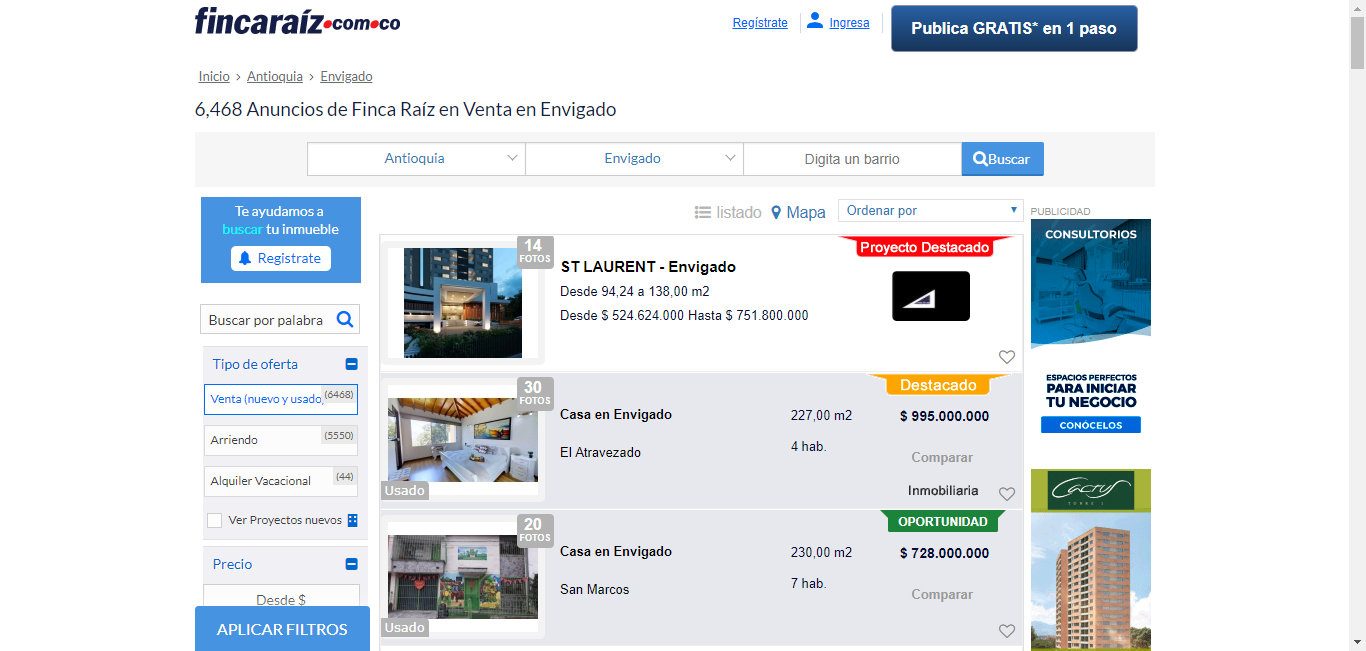 fincaraíz.com.co
Regístrate
Ingresa
Publica GRATIS* en 1 paso
Inicio > Antioquia > Envigado
6,468 Anuncios de Finca Raíz en Venta en Envigado
Antioquia
Envigado
Digita un barrio
Buscar
Te ayudamos a
buscar tu inmueble
Registrate
listado
Mapa
Ordenar por
PUBLICIDAD
Buscar por palabra
Tipo de oferta
Venta (nuevo y usado) (6468)
Arriendo (5550)
Alquiler Vacacional (44)
Ver Proyectos nuevos
Precio
Desde $
APLICAR FILTROS
14
FOTOS
ST LAURENT - Envigado
Desde 94,24 a 138,00 m2
Desde $ 524.624.000 Hasta $ 751.800.000
Proyecto Destacado
30
FOTOS
Usado
Casa en Envigado
El Atravezado
227,00 m2
4 hab.
Destacado
$ 995.000.000
Comparar
Inmobiliaria
20
FOTOS
Usado
Casa en Envigado
San Marcos
230,00 m2
7 hab.
OPORTUNIDAD
$ 728.000.000
Comparar
CONSULTORIOS
ESPACIOS PERFECTOS
PARA INICIAR
TU NEGOCIO
CONÓCELOS
Cactus